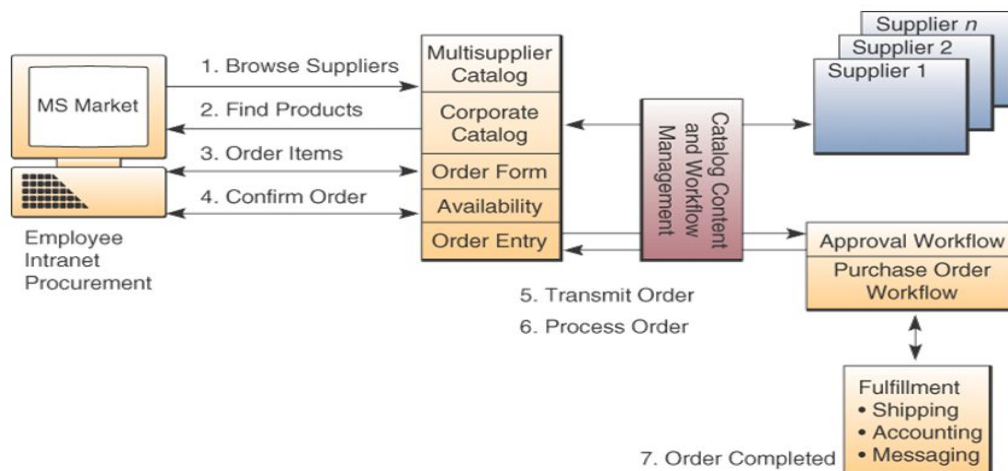 MS Market
Employee
Intranet
Procurement
1. Browse Suppliers
2. Find Products
3. Order Items
4. Confirm Order
Multisupplier
Catalog
Corporate
Catalog
Order Form
Availability
Order Entry
Catalog Content
and Workflow
Management
Supplier n
Supplier 2
Supplier 1
5. Transmit Order
6. Process Order
Approval Workflow
Purchase Order
Workflow
Fulfillment
• Shipping
• Accounting
• Messaging
7. Order Completed